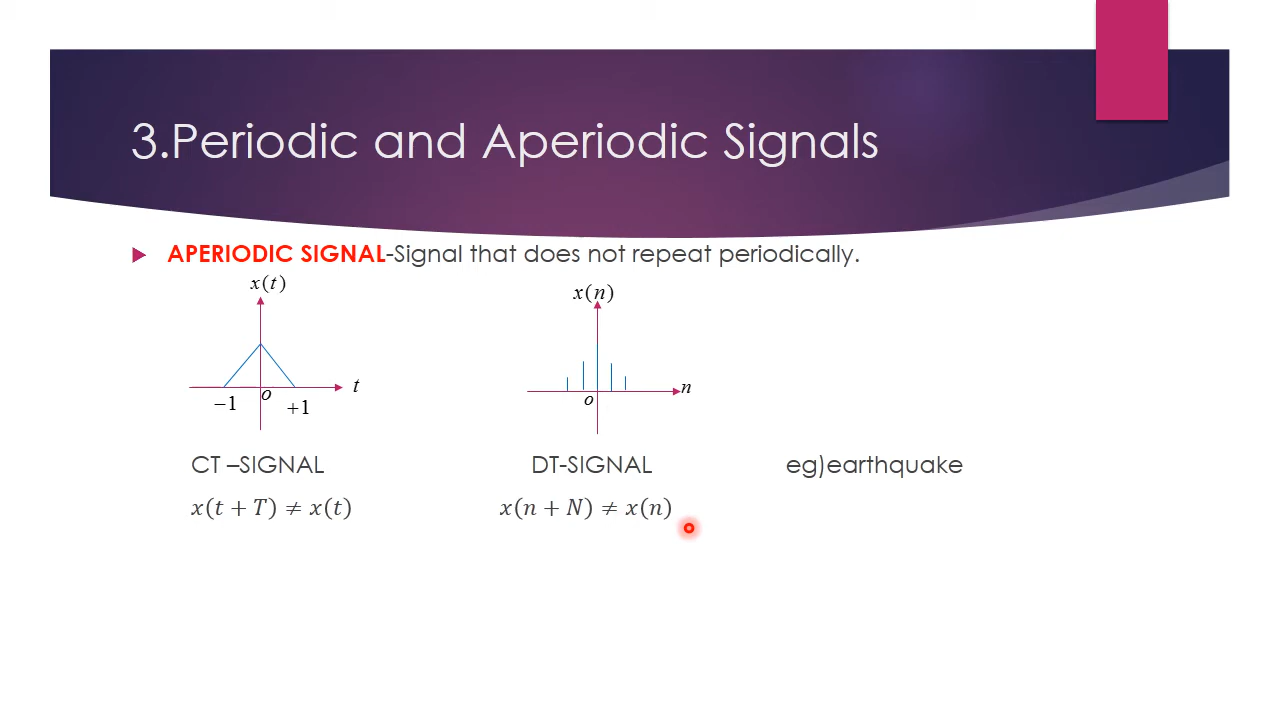 3.Periodic and Aperiodic Signals
APERIODIC SIGNAL-Signal that does not repeat periodically.
x(t)
x(n)
t
n
o
o
−1
+1
CT –SIGNAL
DT-SIGNAL
eg)earthquake
x(t + T) ≠ x(t)
x(n + N) ≠ x(n)